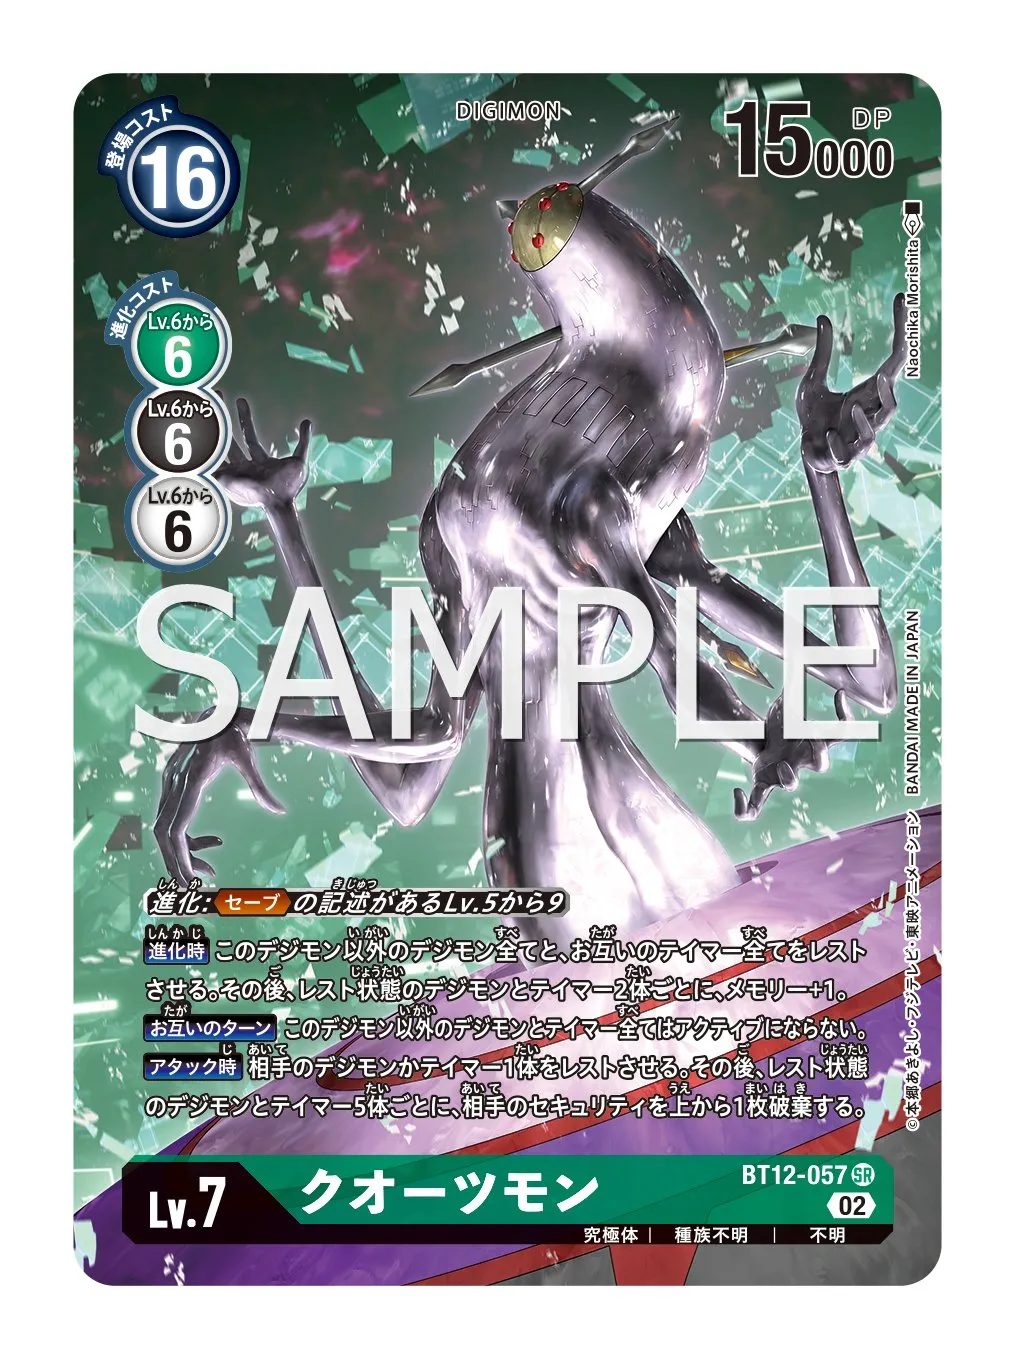 DIGIMON
登場コスト
16
15000
DP
進化コスト
Lv.6から
6
Lv.6から
6
Lv.6から
6
Naochika Morishita
SAMPLE
進化:セーブの記述があるLv.5から9
進化時 このデジモン以外のデジモン全てと、お互いのテイマー全てをレスト
させる。その後、レスト状態のデジモンとテイマー2体ごとに、メモリー+1。
お互いのターン このデジモン以外のデジモンとテイマー全てはアクティブにならない。
アタック時 相手のデジモンかテイマー1体をレストさせる。その後、レスト状態
のデジモンとテイマー5体ごとに、相手のセキュリティを上から1枚破棄する。
©本郷あきよし・フジテレビ・東映アニメーション BANDAI MADE IN JAPAN
BT12-057 SR
Lv.7
クオーツモン
02
究極体 | 種族不明 | 不明